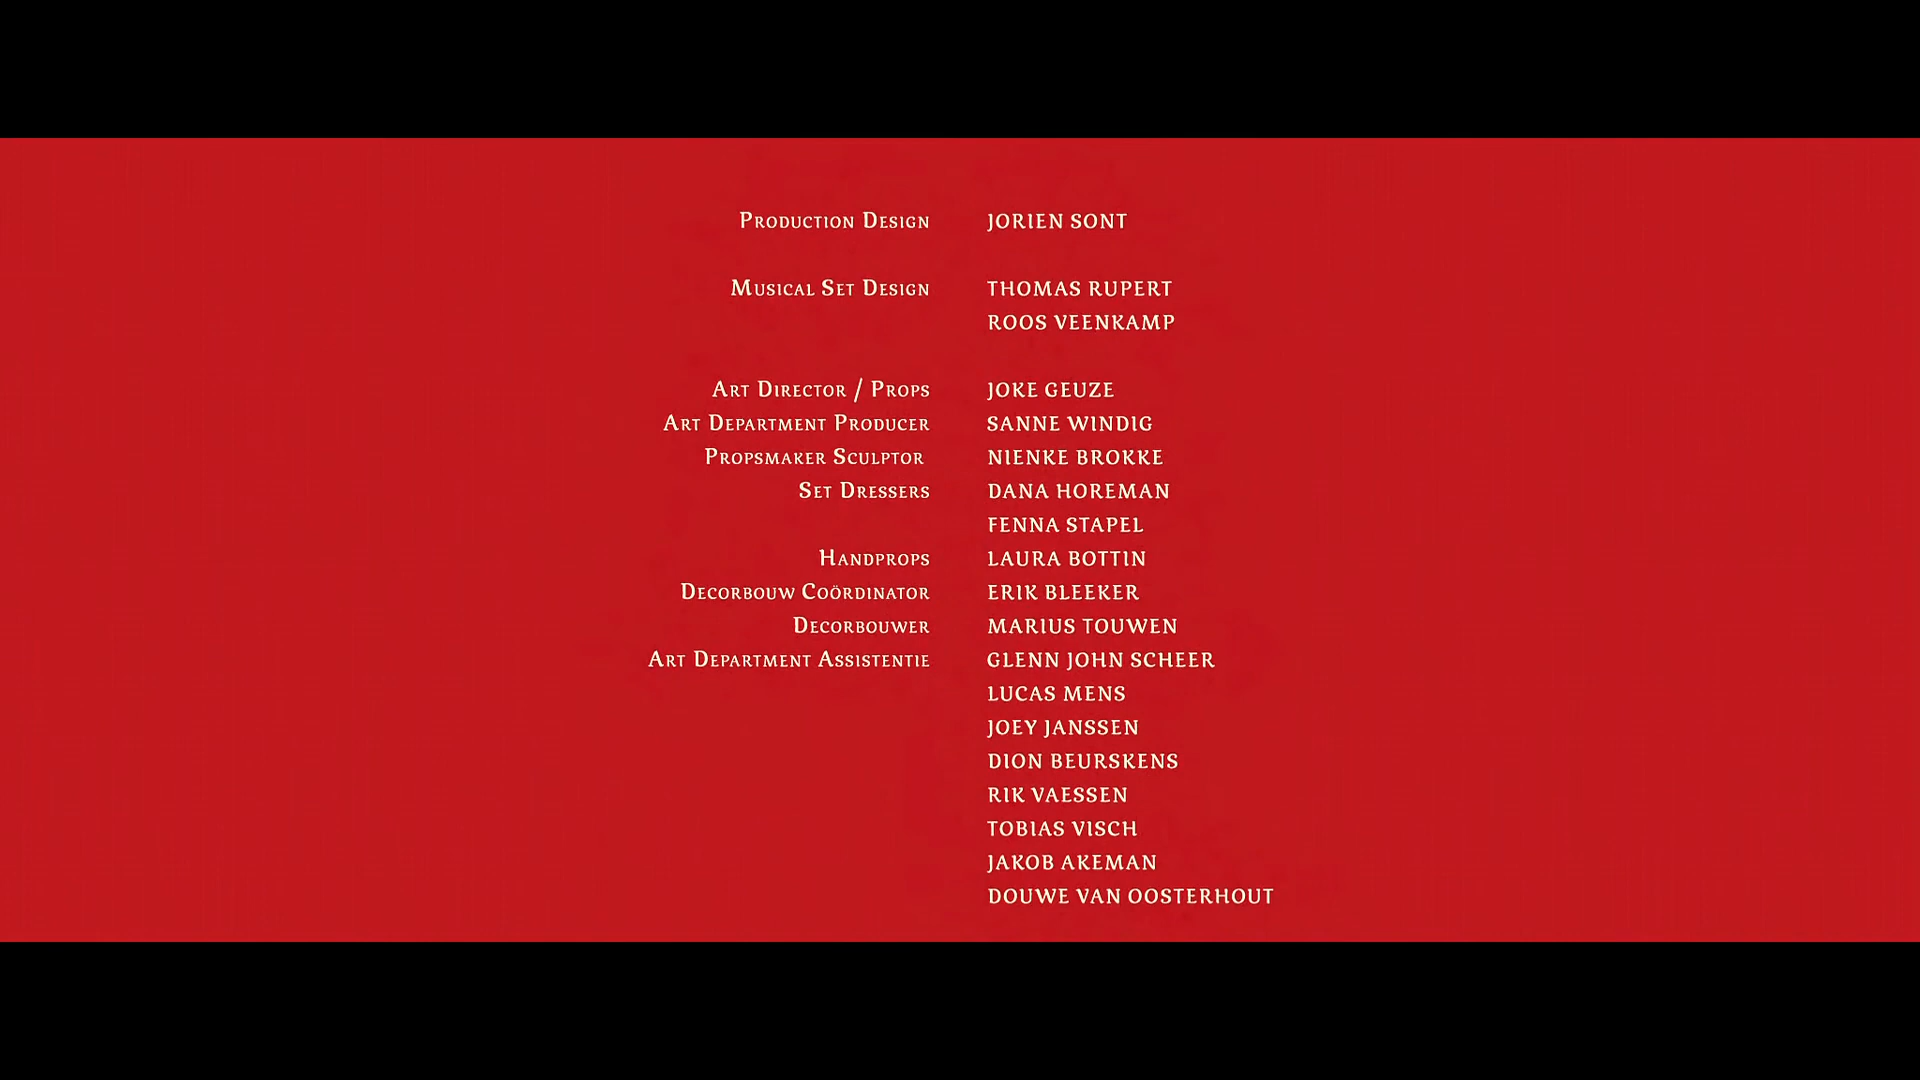 Production Design JORIEN SONT
Musical Set Design THOMAS RUPERT
ROOS VEENKAMP
Art Director / Props JOKE GEUZE
Art Department Producer SANNE WINDIG
Propsmaker Sculptor NIENKE BROKKE
Set Dressers DANA HOREMAN
FENNA STAPEL
Handprops LAURA BOTTIN
Decorbouw Coördinator ERIK BLEEKER
Decorbouwer MARIUS TOUWEN
Art Department Assistentie GLENN JOHN SCHEER
LUCAS MENS
JOEY JANSSEN
DION BEURSKENS
RIK VAESSEN
TOBIAS VISCH
JAKOB AKEMAN
DOUWE VAN OOSTERHOUT